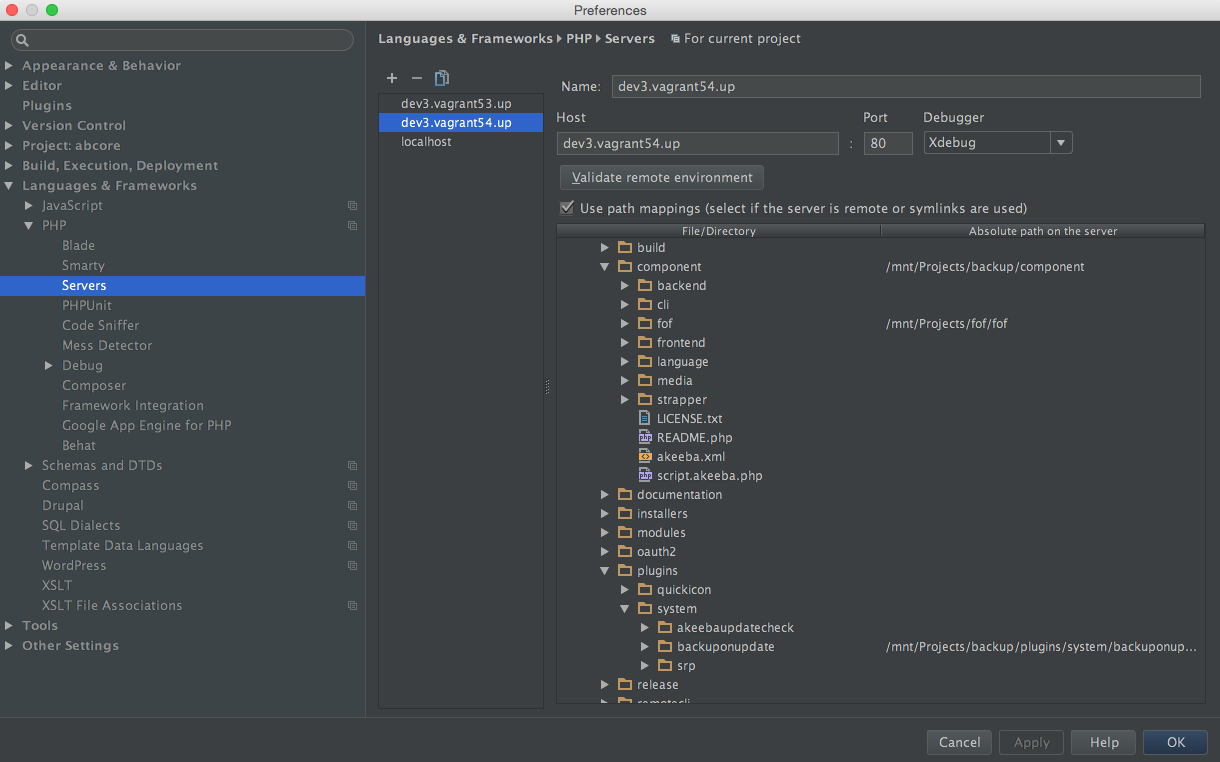 Preferences
Appearance & Behavior
Editor
Plugins
Version Control
Project: abcore
Build, Execution, Deployment
Languages & Frameworks
JavaScript
PHP
Blade
Smarty
Servers
PHPUnit
Code Sniffer
Mess Detector
Debug
Composer
Framework Integration
Google App Engine for PHP
Behat
Schemas and DTDs
Compass
Drupal
SQL Dialects
Template Data Languages
WordPress
XSLT
XSLT File Associations
Tools
Other Settings
Languages & Frameworks PHP Servers For current project
dev3.vagrant53.up
dev3.vagrant54.up
localhost
Name: dev3.vagrant54.up
Host Port Debugger
dev3.vagrant54.up : 80 Xdebug
Validate remote environment
Use path mappings (select if the server is remote or symlinks are used)
File/Directory Absolute path on the server
build
component /mnt/Projects/backup/component
backend
cli
fof /mnt/Projects/fof/fof
frontend
language
media
strapper
LICENSE.txt
README.php
akeeba.xml
script.akeeba.php
documentation
installers
modules
oauth2
plugins
quickicon
system
akeebaupdatecheck
backuponupdate /mnt/Projects/backup/plugins/system/backuponup...
srp
release
Cancel Apply Help OK